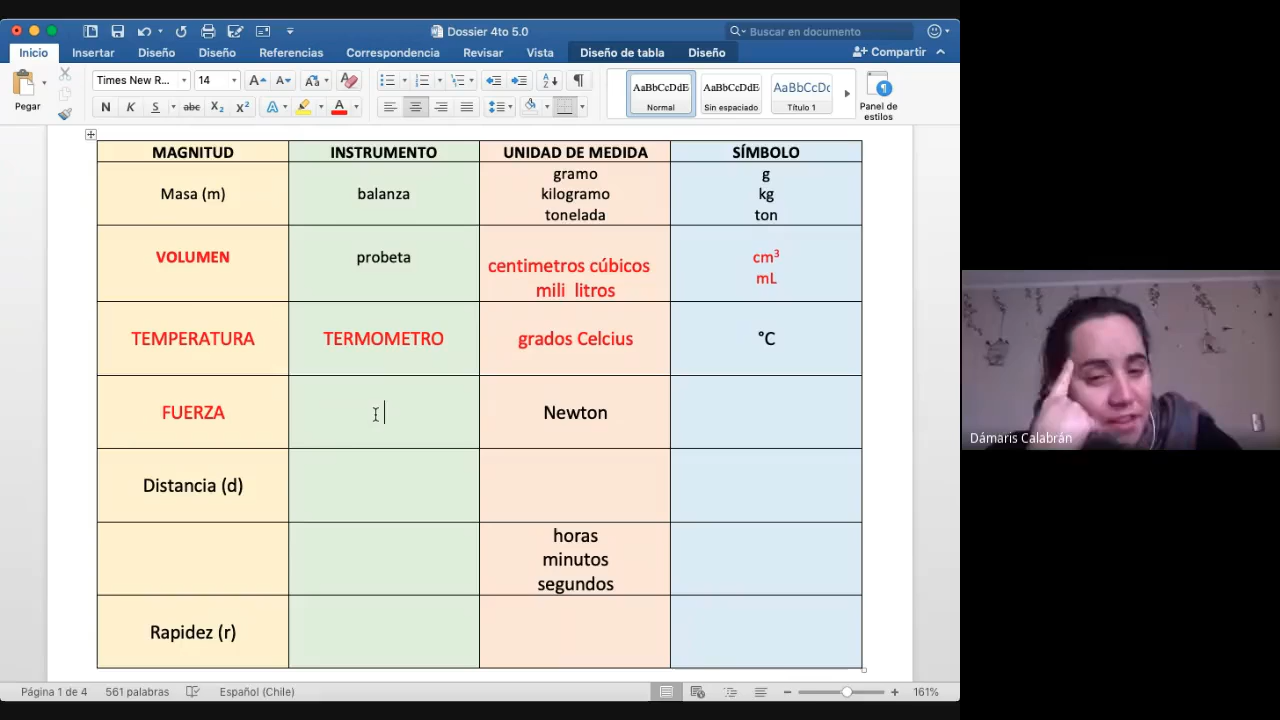 Dossier 4to 5.0
Buscar en documento
Inicio Insertar Diseño Diseño Referencias Correspondencia Revisar Vista Diseño de tabla Diseño Compartir
Pegar
Times New R... 14
N K S abc X2 X2
A A
AaBbCcDdE AaBbCcDdE AaBbCcDc
Normal Sin espaciado Título 1
Panel de
estilos
MAGNITUD INSTRUMENTO UNIDAD DE MEDIDA SÍMBOLO
Masa (m) balanza gramo g
kilogramo kg
tonelada ton
VOLUMEN probeta centimetros cúbicos cm³
mili litros mL
TEMPERATURA TERMOMETRO grados Celcius °C
FUERZA Newton
Distancia (d)
horas
minutos
segundos
Rapidez (r)
Dámaris Calabrán
Página 1 de 4 561 palabras Español (Chile) 161%